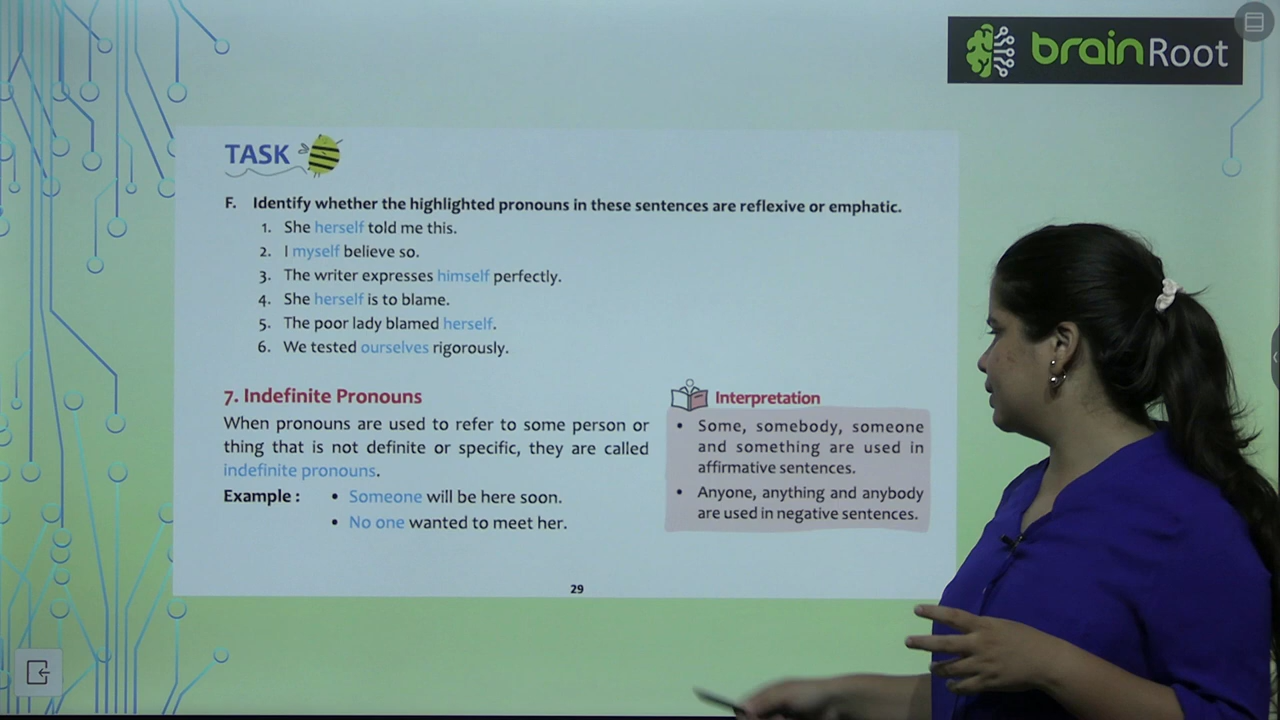 brainRoot
TASK
F. Identify whether the highlighted pronouns in these sentences are reflexive or emphatic.
1. She herself told me this.
2. I myself believe so.
3. The writer expresses himself perfectly.
4. She herself is to blame.
5. The poor lady blamed herself.
6. We tested ourselves rigorously.
7. Indefinite Pronouns
When pronouns are used to refer to some person or
thing that is not definite or specific, they are called
indefinite pronouns.
Example : • Someone will be here soon.
• No one wanted to meet her.
Interpretation
• Some, somebody, someone
and something are used in
affirmative sentences.
• Anyone, anything and anybody
are used in negative sentences.
29